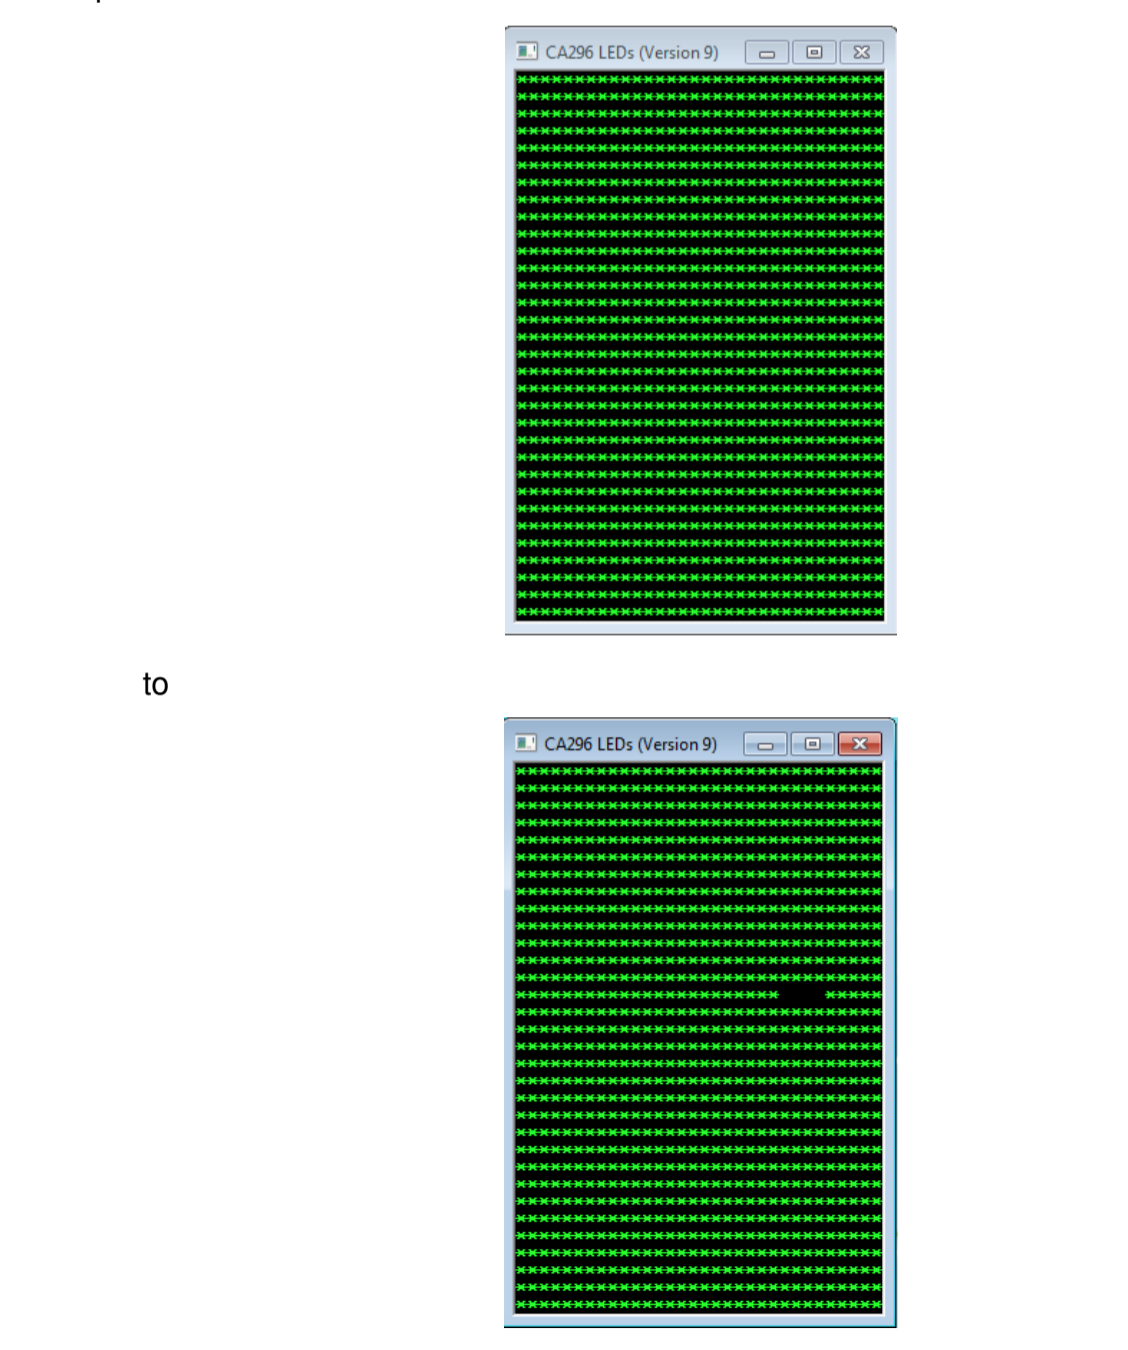 CA296 LEDs (Version 9)
to
CA296 LEDs (Version 9)